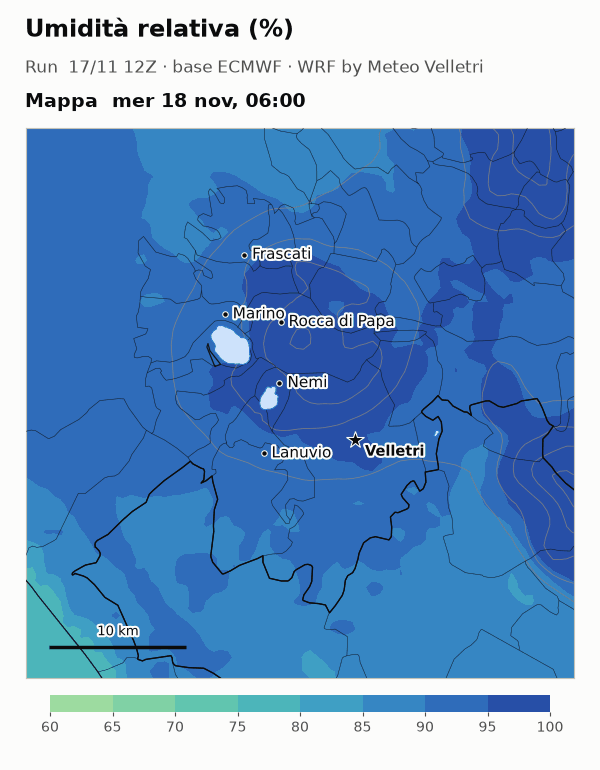 Umidità relativa (%)
Run  17/11 12Z · base ECMWF · WRF by Meteo Velletri
Mappa  mer 18 nov, 06:00
Frascati
Marino
Rocca di Papa
Nemi
Velletri
Lanuvio
10 km
60 65 70 75 80 85 90 95 100